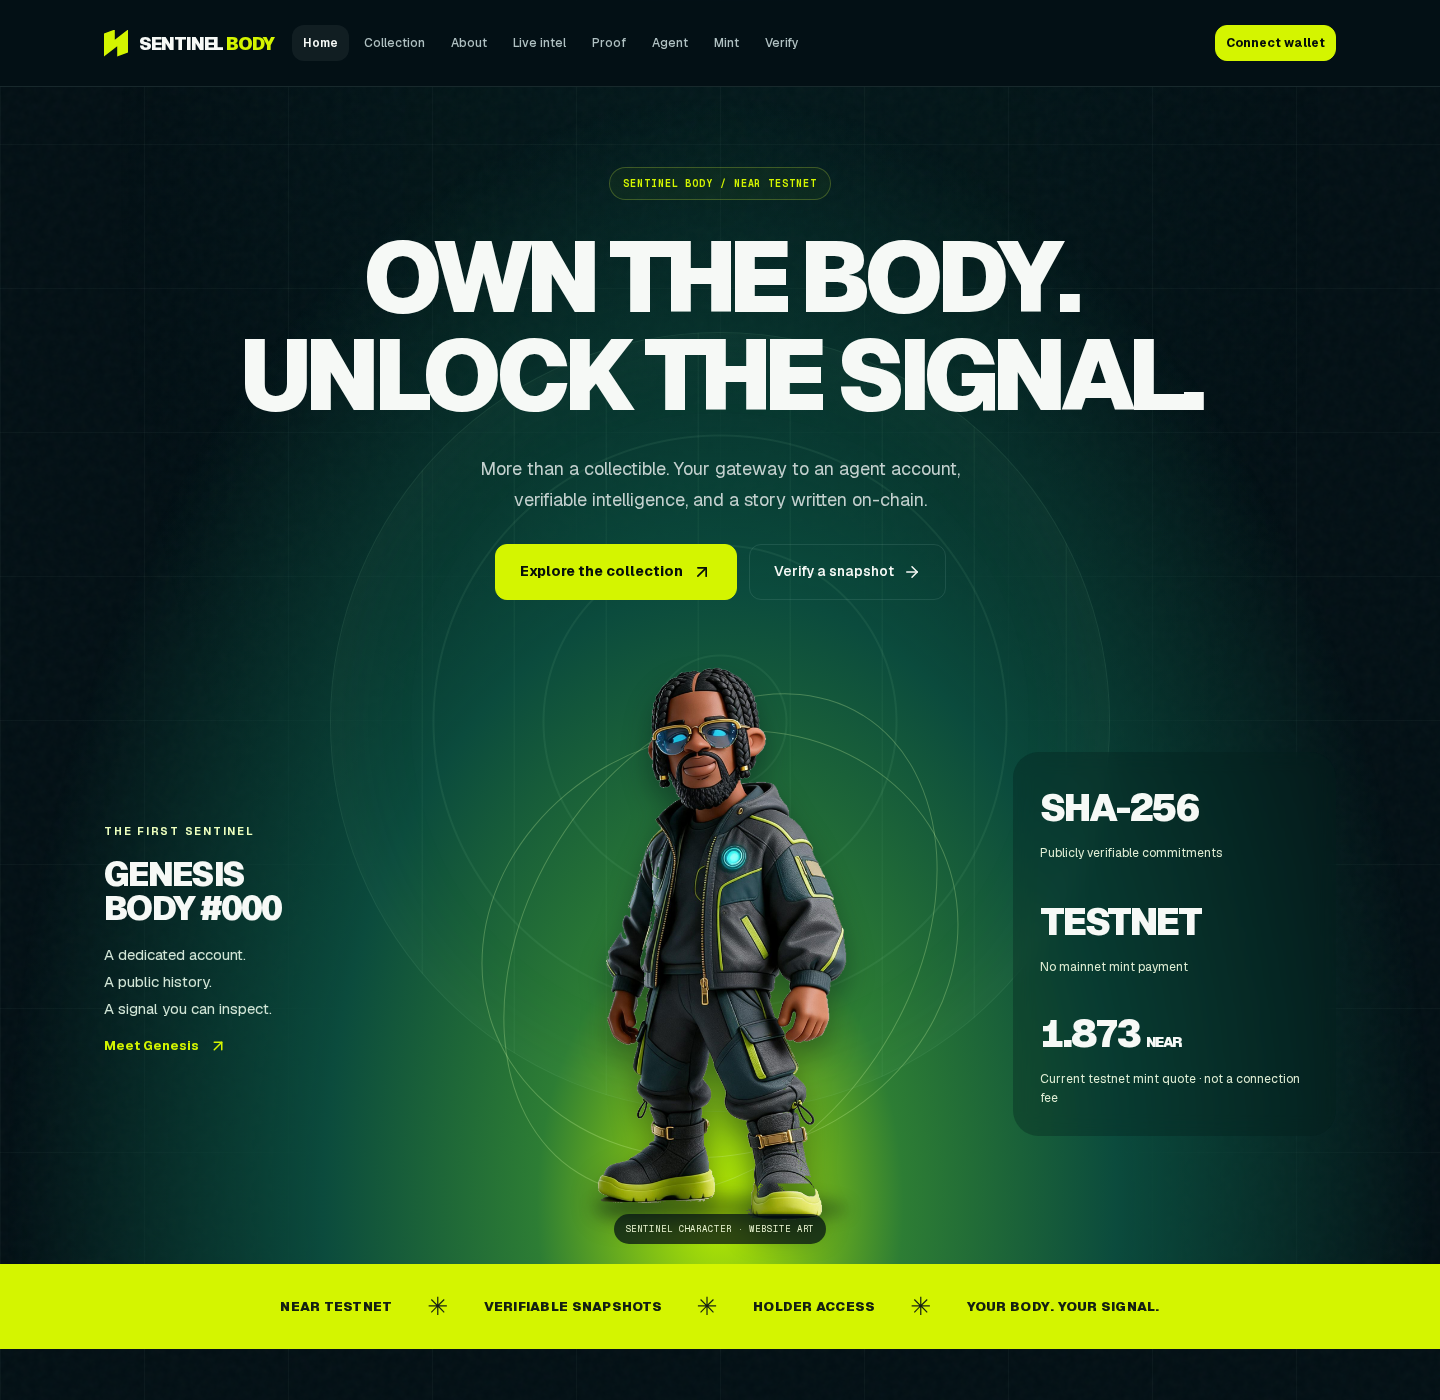 SENTINEL BODY
Home
Collection
About
Live intel
Proof
Agent
Mint
Verify
Connect wallet
SENTINEL BODY / NEAR TESTNET
OWN THE BODY.
UNLOCK THE SIGNAL.
More than a collectible. Your gateway to an agent account,
verifiable intelligence, and a story written on-chain.
Explore the collection
Verify a snapshot
THE FIRST SENTINEL
GENESIS
BODY #000
A dedicated account.
A public history.
A signal you can inspect.
Meet Genesis
SHA-256
Publicly verifiable commitments
TESTNET
No mainnet mint payment
1.873 NEAR
Current testnet mint quote · not a connection
fee
SENTINEL CHARACTER · WEBSITE ART
NEAR TESTNET
VERIFIABLE SNAPSHOTS
HOLDER ACCESS
YOUR BODY. YOUR SIGNAL.